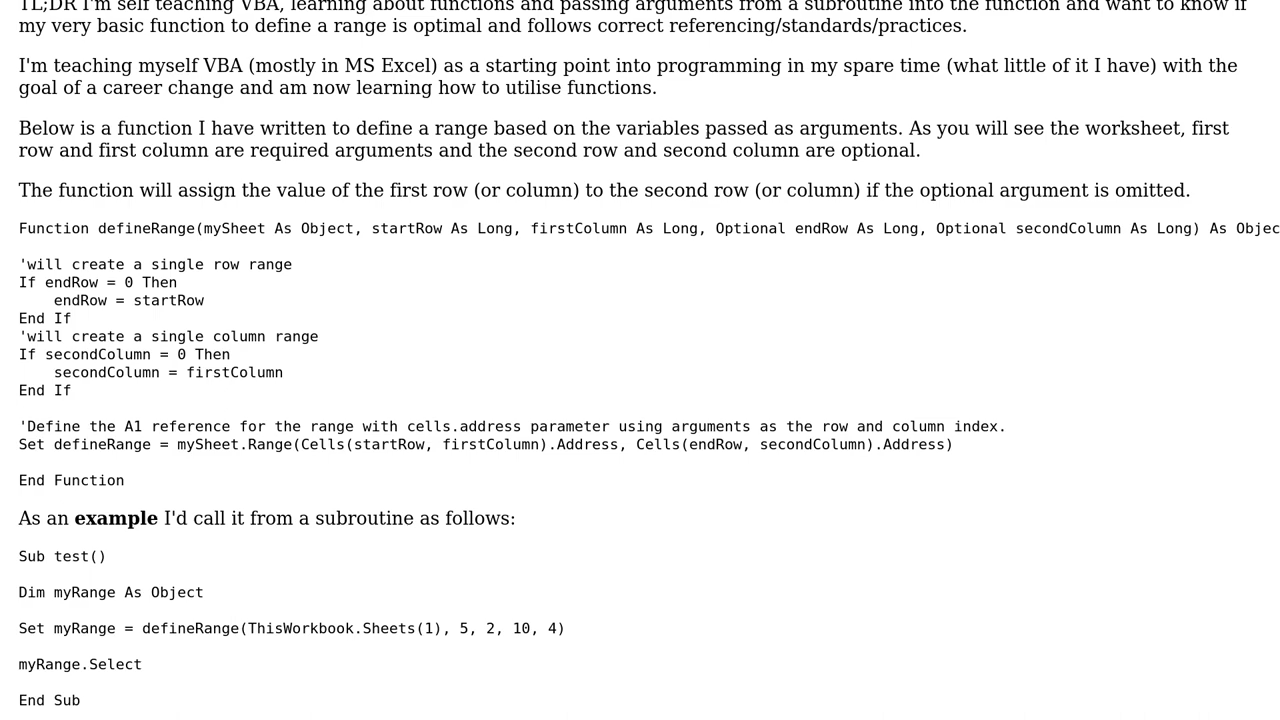 TL;DR I'm self teaching VBA, learning about functions and passing arguments from a subroutine into the function and want to know if
my very basic function to define a range is optimal and follows correct referencing/standards/practices.
I'm teaching myself VBA (mostly in MS Excel) as a starting point into programming in my spare time (what little of it I have) with the
goal of a career change and am now learning how to utilise functions.
Below is a function I have written to define a range based on the variables passed as arguments. As you will see the worksheet, first
row and first column are required arguments and the second row and second column are optional.
The function will assign the value of the first row (or column) to the second row (or column) if the optional argument is omitted.
Function defineRange(mySheet As Object, startRow As Long, firstColumn As Long, Optional endRow As Long, Optional secondColumn As Long) As Objec
'will create a single row range
If endRow = 0 Then
    endRow = startRow
End If
'will create a single column range
If secondColumn = 0 Then
    secondColumn = firstColumn
End If
'Define the A1 reference for the range with cells.address parameter using arguments as the row and column index.
Set defineRange = mySheet.Range(Cells(startRow, firstColumn).Address, Cells(endRow, secondColumn).Address)
End Function
As an example I'd call it from a subroutine as follows:
Sub test()
Dim myRange As Object
Set myRange = defineRange(ThisWorkbook.Sheets(1), 5, 2, 10, 4)
myRange.Select
End Sub